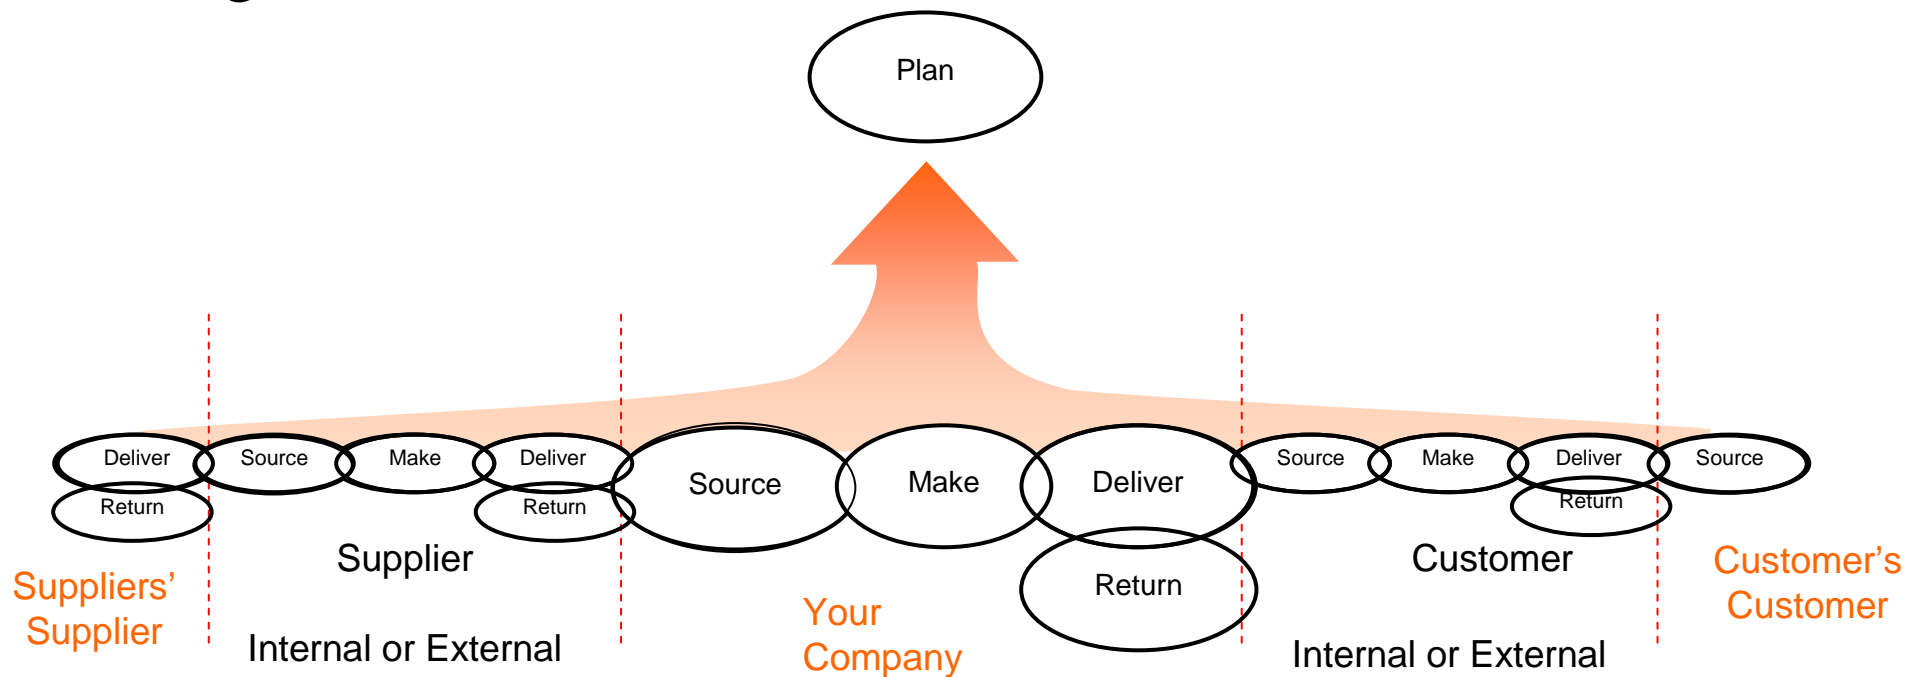 Plan
Deliver
Source
Make
Deliver
Source
Make
Deliver
Source
Make
Deliver
Source
Return
Return
Return
Return
Supplier
Customer
Suppliers’
Supplier
Your
Company
Customer’s
Customer
Internal or External
Internal or External